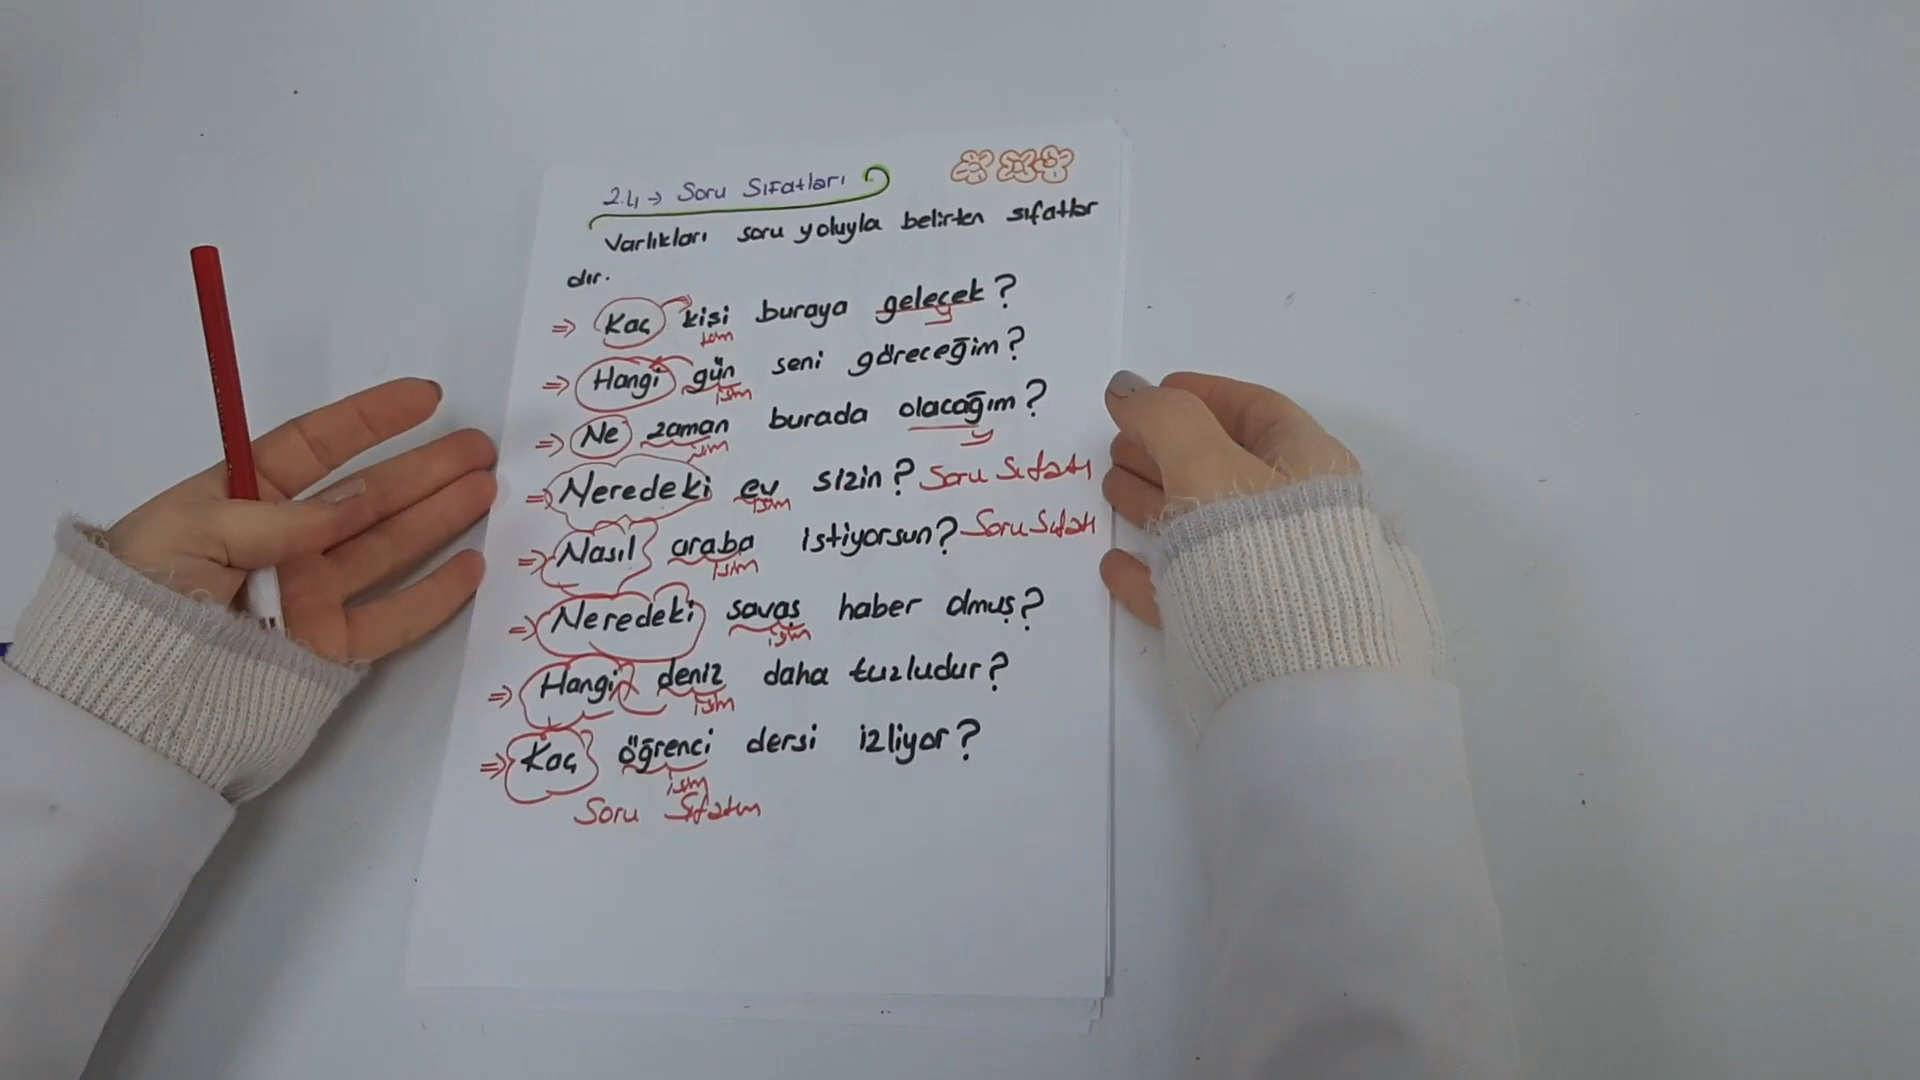 2.4 → Soru Sıfatları
Varlıkları soru yoluyla belirten sıfatlar
dır.
⇒ Kaç kişi buraya gelecek?
isim
⇒ Hangi gün seni göreceğim?
isim
⇒ Ne zaman burada olacağım?
isim
⇒ Neredeki ev sizin? Soru Sıfatı
isim
⇒ Nasıl araba istiyorsun? Soru Sıfatı
isim
⇒ Neredeki savaş haber olmuş?
isim
⇒ Hangi deniz daha tuzludur?
isim
⇒ Kaç öğrenci dersi izliyor?
isim
Soru Sıfatım